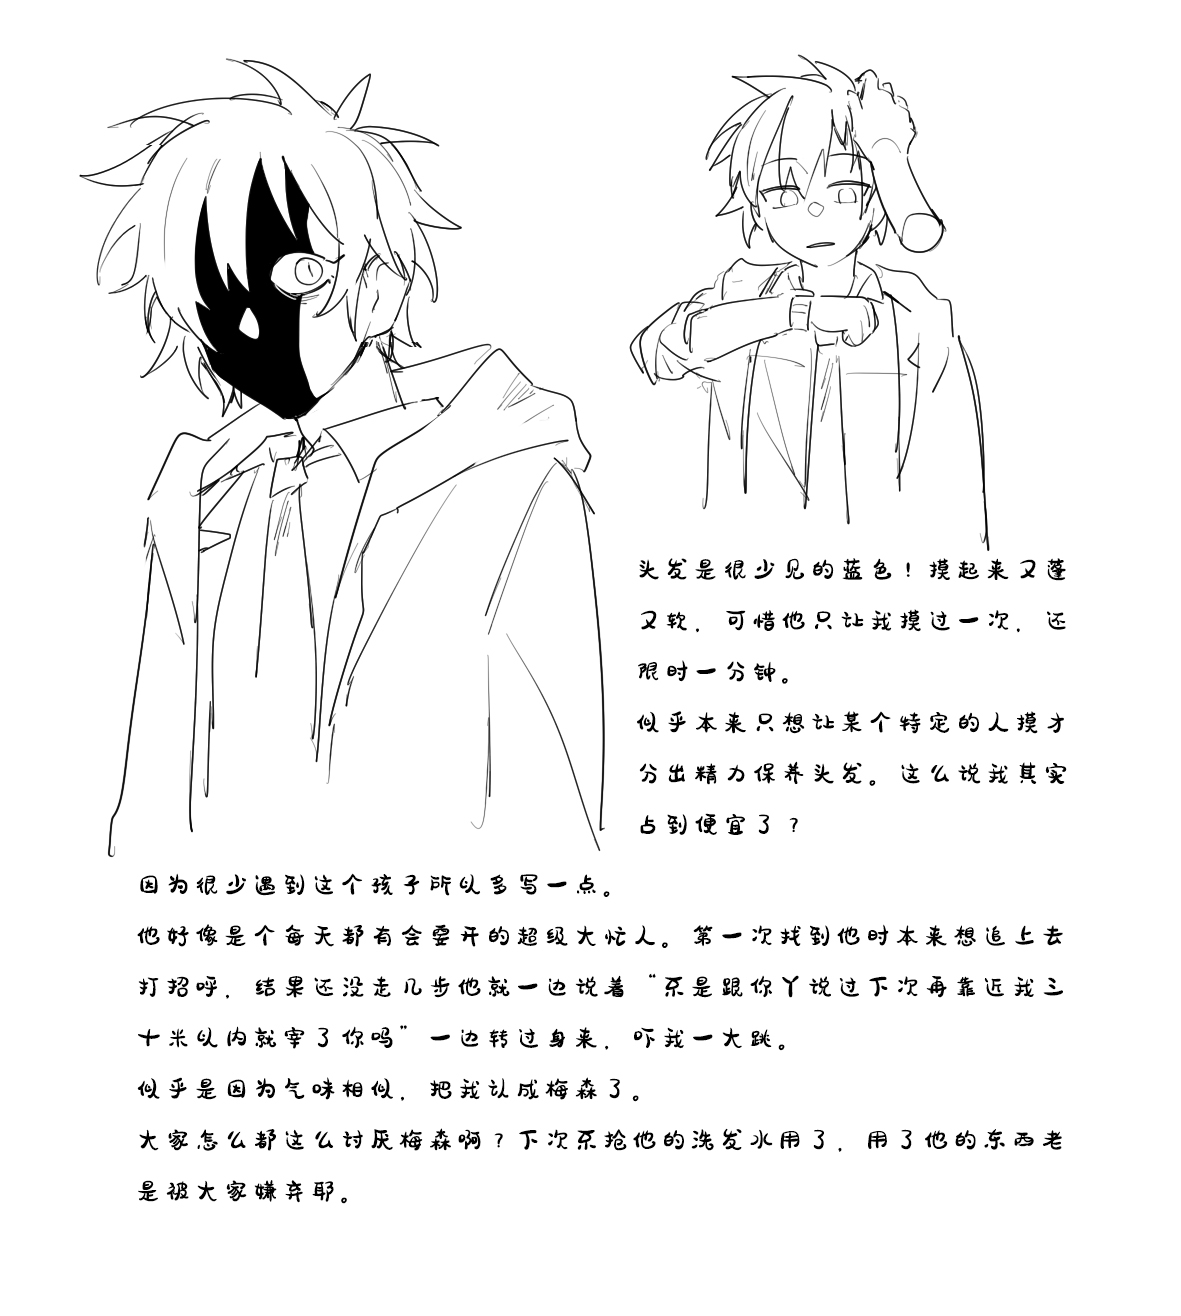 头发是很少见的蓝色！摸起来又蓬
又软，可惜他只让我摸过一次，还
限时一分钟。
似乎本来只想让某个特定的人摸才
分出精力保养头发。这么说我其实
占到便宜了？
因为很少遇到这个孩子所以多写一点。
他好像是个每天都有会要开的超级大忙人。第一次找到他时本来想追上去
打招呼，结果还没走几步他就一边说着“不是跟你丫说过下次再靠近我三
十米以内就宰了你吗”一边转过身来，吓我一大跳。
似乎是因为气味相似，把我认成梅森了。
大家怎么都这么讨厌梅森啊？下次不抢他的洗发水用了，用了他的东西老
是被大家嫌弃耶。